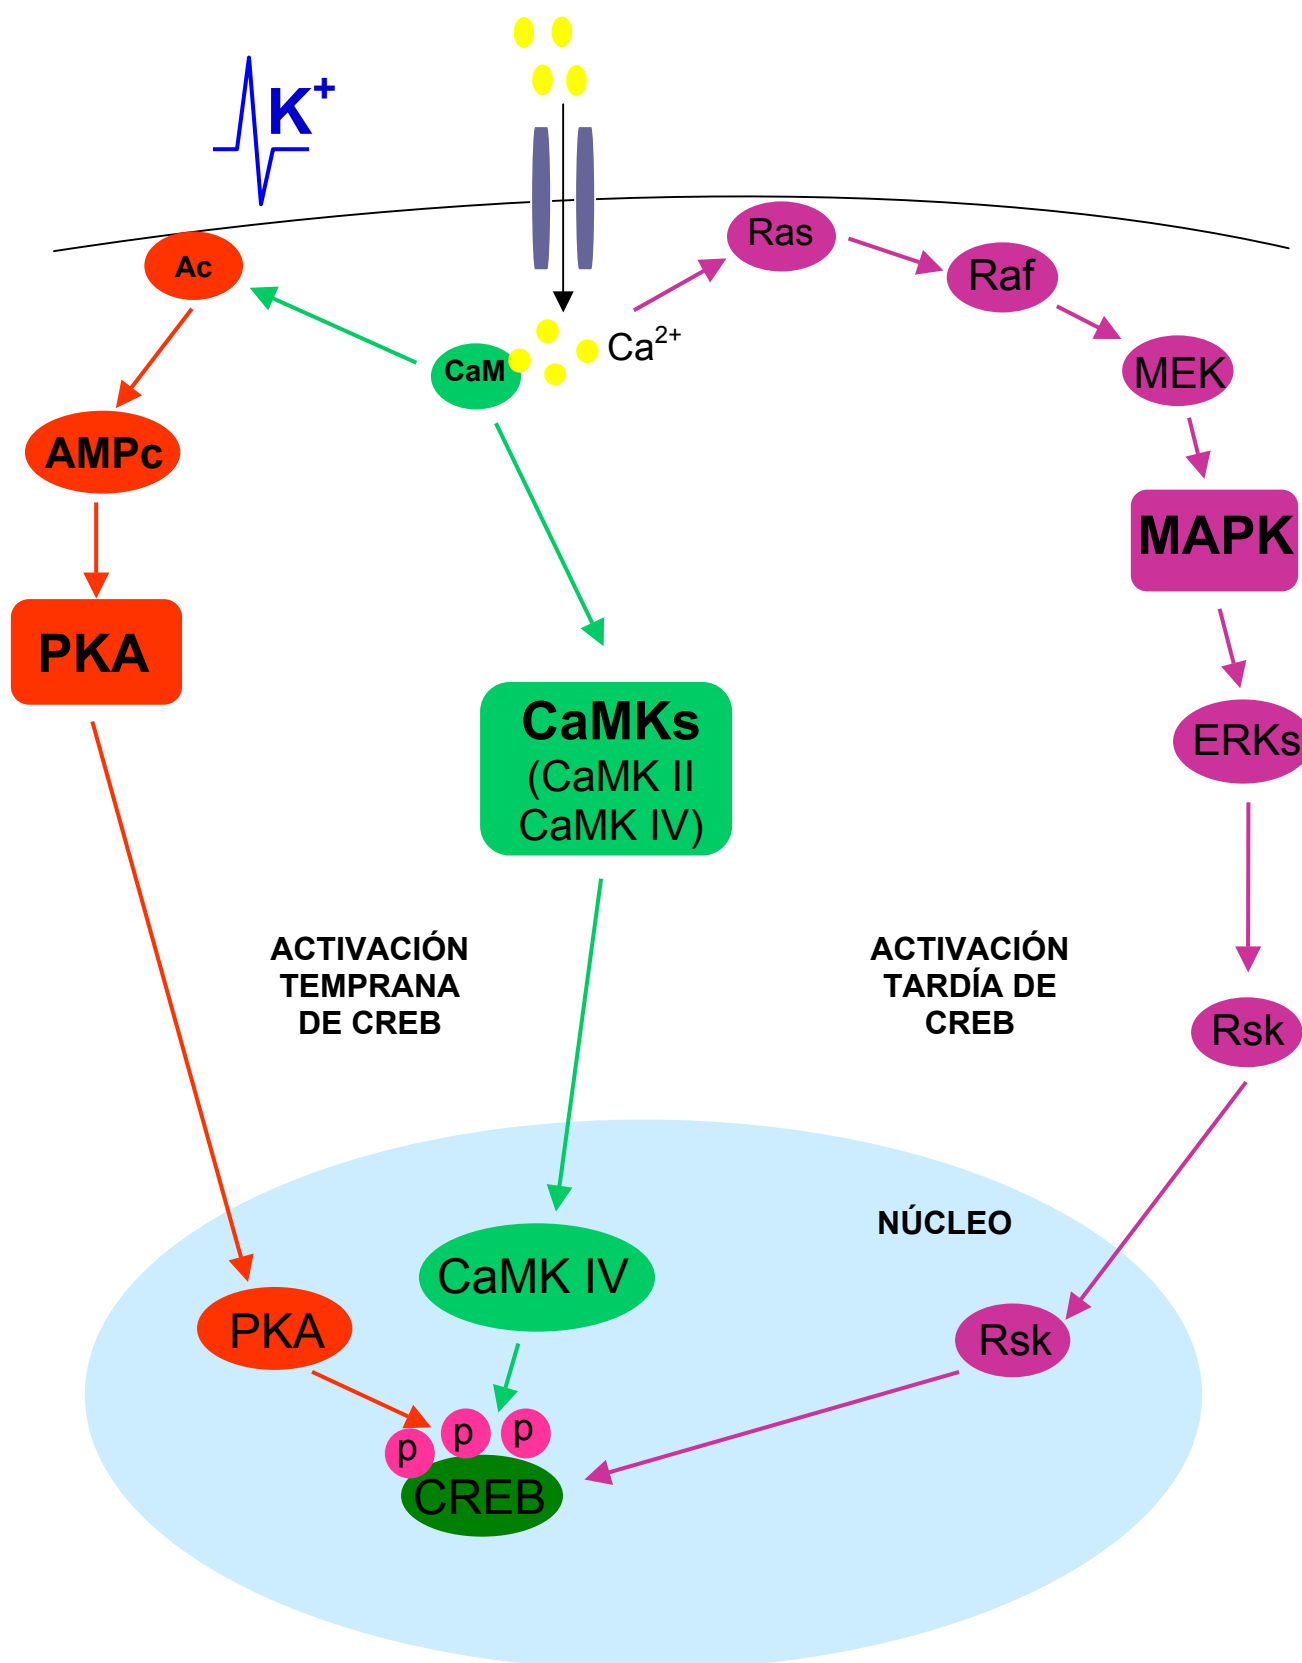 K+
Ac
CaM
Ca2+
Ras
Raf
MEK
AMPc
MAPK
PKA
CaMKs
(CaMK II
CaMK IV)
ERKs
ACTIVACIÓN
TEMPRANA
DE CREB
ACTIVACIÓN
TARDÍA DE
CREB
Rsk
NÚCLEO
CaMK IV
PKA
Rsk
p
p
p
CREB